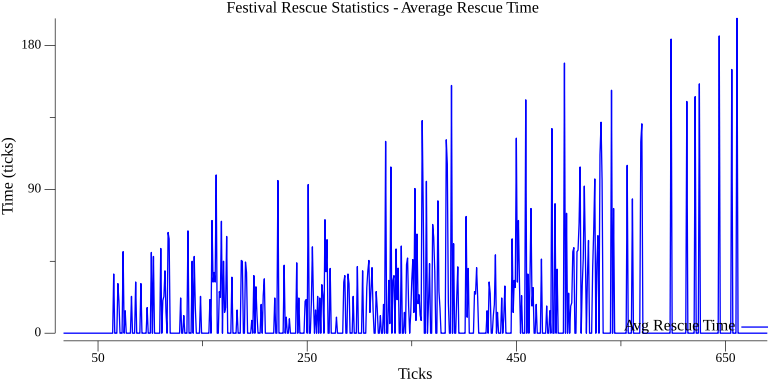 Festival Rescue Statistics - Average Rescue Time
Time (ticks)
180
90
0
Avg Rescue Time
50
250
450
650
Ticks